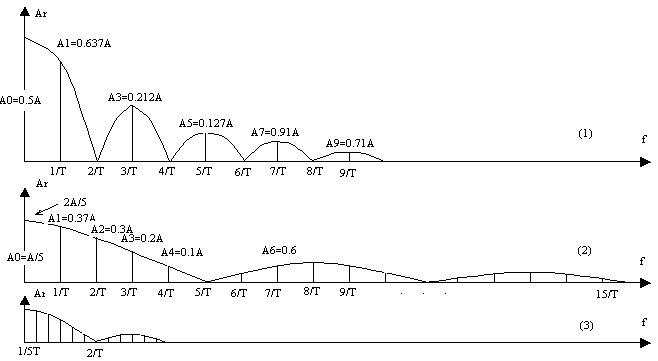 Ar
A1=0.637A
A0=0.5A
A3=0.212A
A5=0.127A
A7=0.91A
A9=0.71A
(1)
f
1/T 2/T 3/T 4/T 5/T 6/T 7/T 8/T 9/T
Ar
2A/5
A1=0.37A
A2=0.3A
A3=0.2A
A4=0.1A
A6=0.6
A0=A/5
(2)
f
1/T 2/T 3/T 4/T 5/T 6/T 7/T 8/T 9/T 15/T
Ar
(3)
f
1/5T 2/T